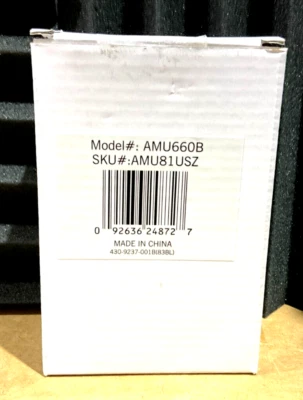 Model#: AMU660B
SKU#:AMU81USZ
0 92636 24872 7
MADE IN CHINA
430-9237-001B(83BL)